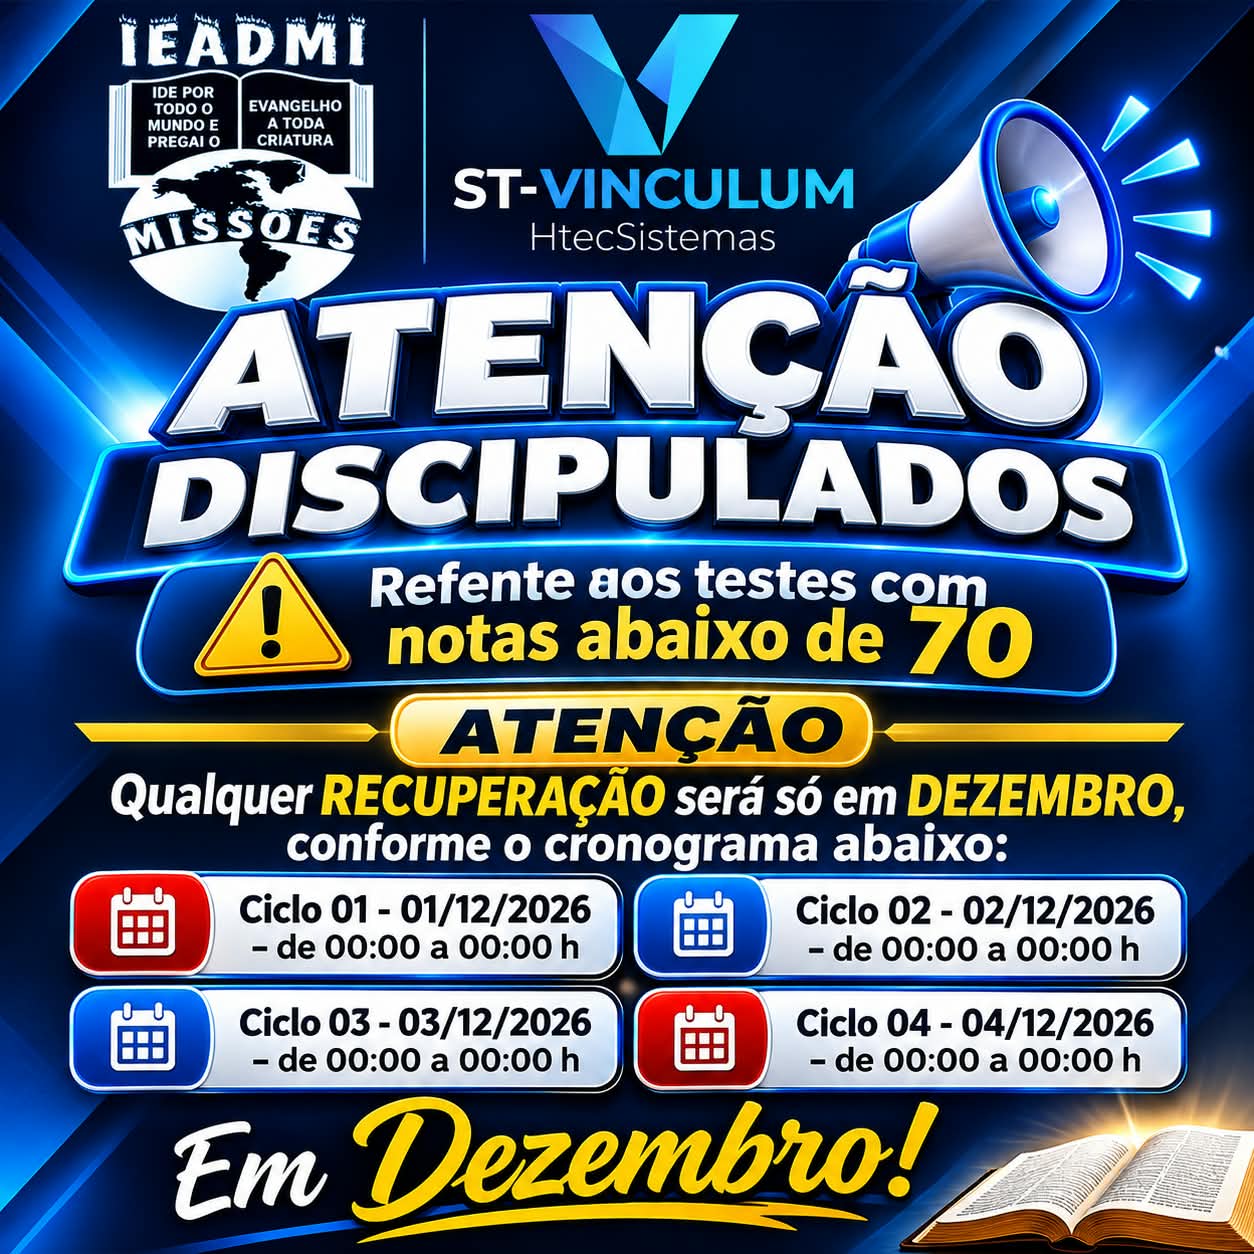 IEADMI
IDE POR
TODO O
MUNDO E
PREGAI O
EVANGELHO
A TODA
CRIATURA
MISSOES
ST-VINCULUM
HtecSistemas
ATENÇÃO
DISCIPULADOS
Refente aos testes com
notas abaixo de 70
ATENÇÃO
Qualquer RECUPERAÇÃO será só em DEZEMBRO,
conforme o cronograma abaixo:
Ciclo 01 - 01/12/2026
– de 00:00 a 00:00 h
Ciclo 02 - 02/12/2026
– de 00:00 a 00:00 h
Ciclo 03 - 03/12/2026
– de 00:00 a 00:00 h
Ciclo 04 - 04/12/2026
– de 00:00 a 00:00 h
Em Dezembro!